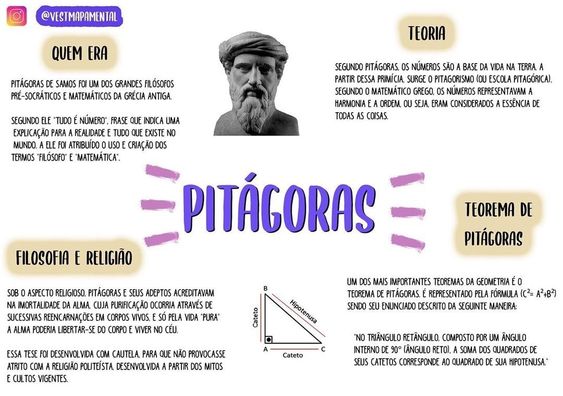 @VESTMAPAMENTAL
QUEM ERA
PITÁGORAS DE SAMOS FOI UM DOS GRANDES FILÓSOFOS
PRÉ-SOCRÁTICOS E MATEMÁTICOS DA GRÉCIA ANTIGA.
SEGUNDO ELE "TUDO É NÚMERO", FRASE QUE INDICA UMA
EXPLICAÇÃO PARA A REALIDADE E TUDO QUE EXISTE NO
MUNDO. A ELE FOI ATRIBUÍDO O USO E CRIAÇÃO DOS
TERMOS "FILÓSOFO" E "MATEMÁTICA".
TEORIA
SEGUNDO PITÁGORAS, OS NÚMEROS SÃO A BASE DA VIDA NA TERRA. A
PARTIR DESSA PRIMÍCIA, SURGE O PITAGORISMO (OU ESCOLA PITAGÓRICA).
SEGUNDO O MATEMÁTICO GREGO, OS NÚMEROS REPRESENTAVAM A
HARMONIA E A ORDEM, OU SEJA, ERAM CONSIDERADOS A ESSÊNCIA DE
TODAS AS COISAS.
PITÁGORAS
FILOSOFIA E RELIGIÃO
SOB O ASPECTO RELIGIOSO, PITÁGORAS E SEUS ADEPTOS ACREDITAVAM
NA IMORTALIDADE DA ALMA, CUJA PURIFICAÇÃO OCORRIA ATRAVÉS DE
SUCESSIVAS REENCARNAÇÕES EM CORPOS VIVOS, E SÓ PELA VIDA "PURA"
A ALMA PODERIA LIBERTAR-SE DO CORPO E VIVER NO CÉU.
ESSA TESE FOI DESENVOLVIDA COM CAUTELA, PARA QUE NÃO PROVOCASSE
ATRITO COM A RELIGIÃO POLITEÍSTA, DESENVOLVIDA A PARTIR DOS MITOS
E CULTOS VIGENTES.
B
Hipotenusa
Cateto
A
C
Cateto
TEOREMA DE
PITÁGORAS
UM DOS MAIS IMPORTANTES TEOREMAS DA GEOMETRIA É O
TEOREMA DE PITÁGORAS. É REPRESENTADO PELA FÓRMULA (C²= A²+B²)
SENDO SEU ENUNCIADO DESCRITO DA SEGUINTE MANEIRA:
"NO TRIÂNGULO RETÂNGULO, COMPOSTO POR UM ÂNGULO
INTERNO DE 90° (ÂNGULO RETO), A SOMA DOS QUADRADOS DE
SEUS CATETOS CORRESPONDE AO QUADRADO DE SUA HIPOTENUSA."